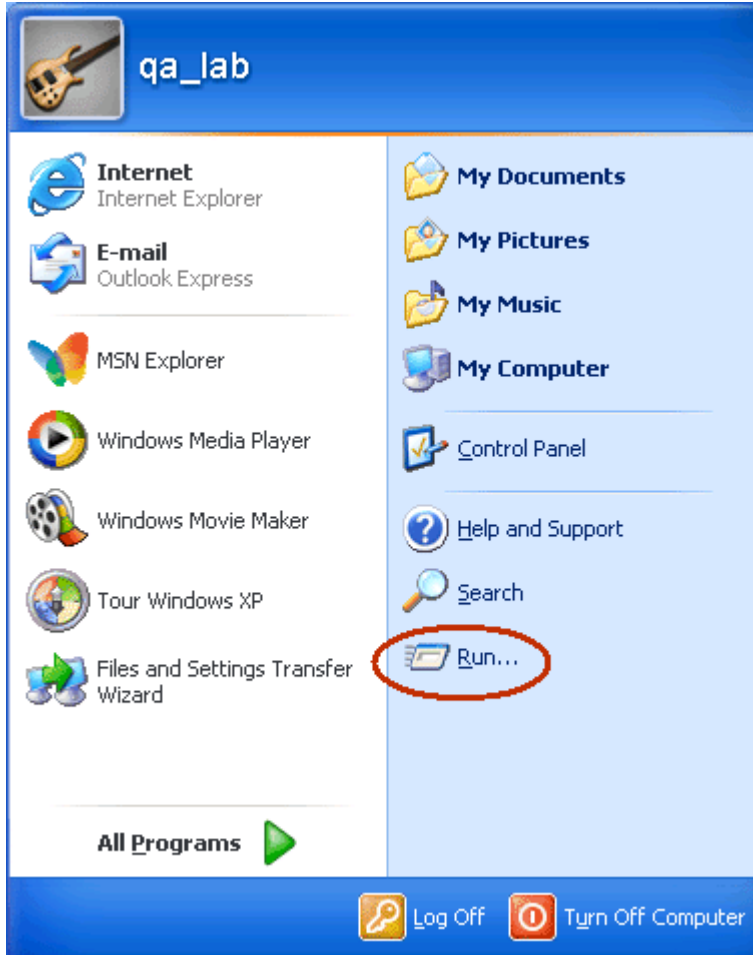 qa_lab
Internet
Internet Explorer
E-mail
Outlook Express
MSN Explorer
Windows Media Player
Windows Movie Maker
Tour Windows XP
Files and Settings Transfer
Wizard
All Programs
My Documents
My Pictures
My Music
My Computer
Control Panel
Help and Support
Search
Run...
Log Off
Turn Off Computer